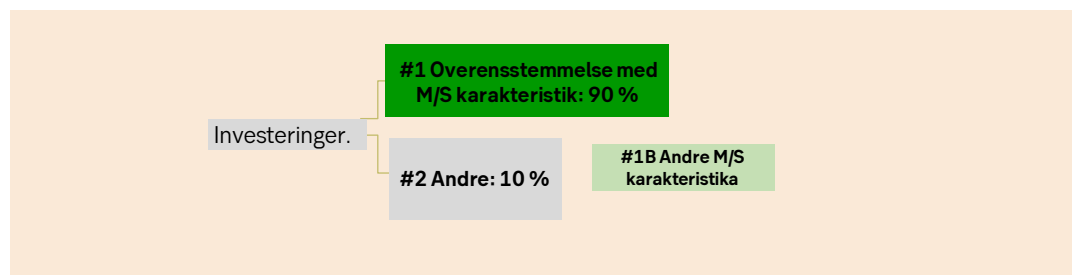 #1 Overensstemmelse med
M/S karakteristik: 90 %
Investeringer.
#2 Andre: 10 %
#1B Andre M/S
karakteristika